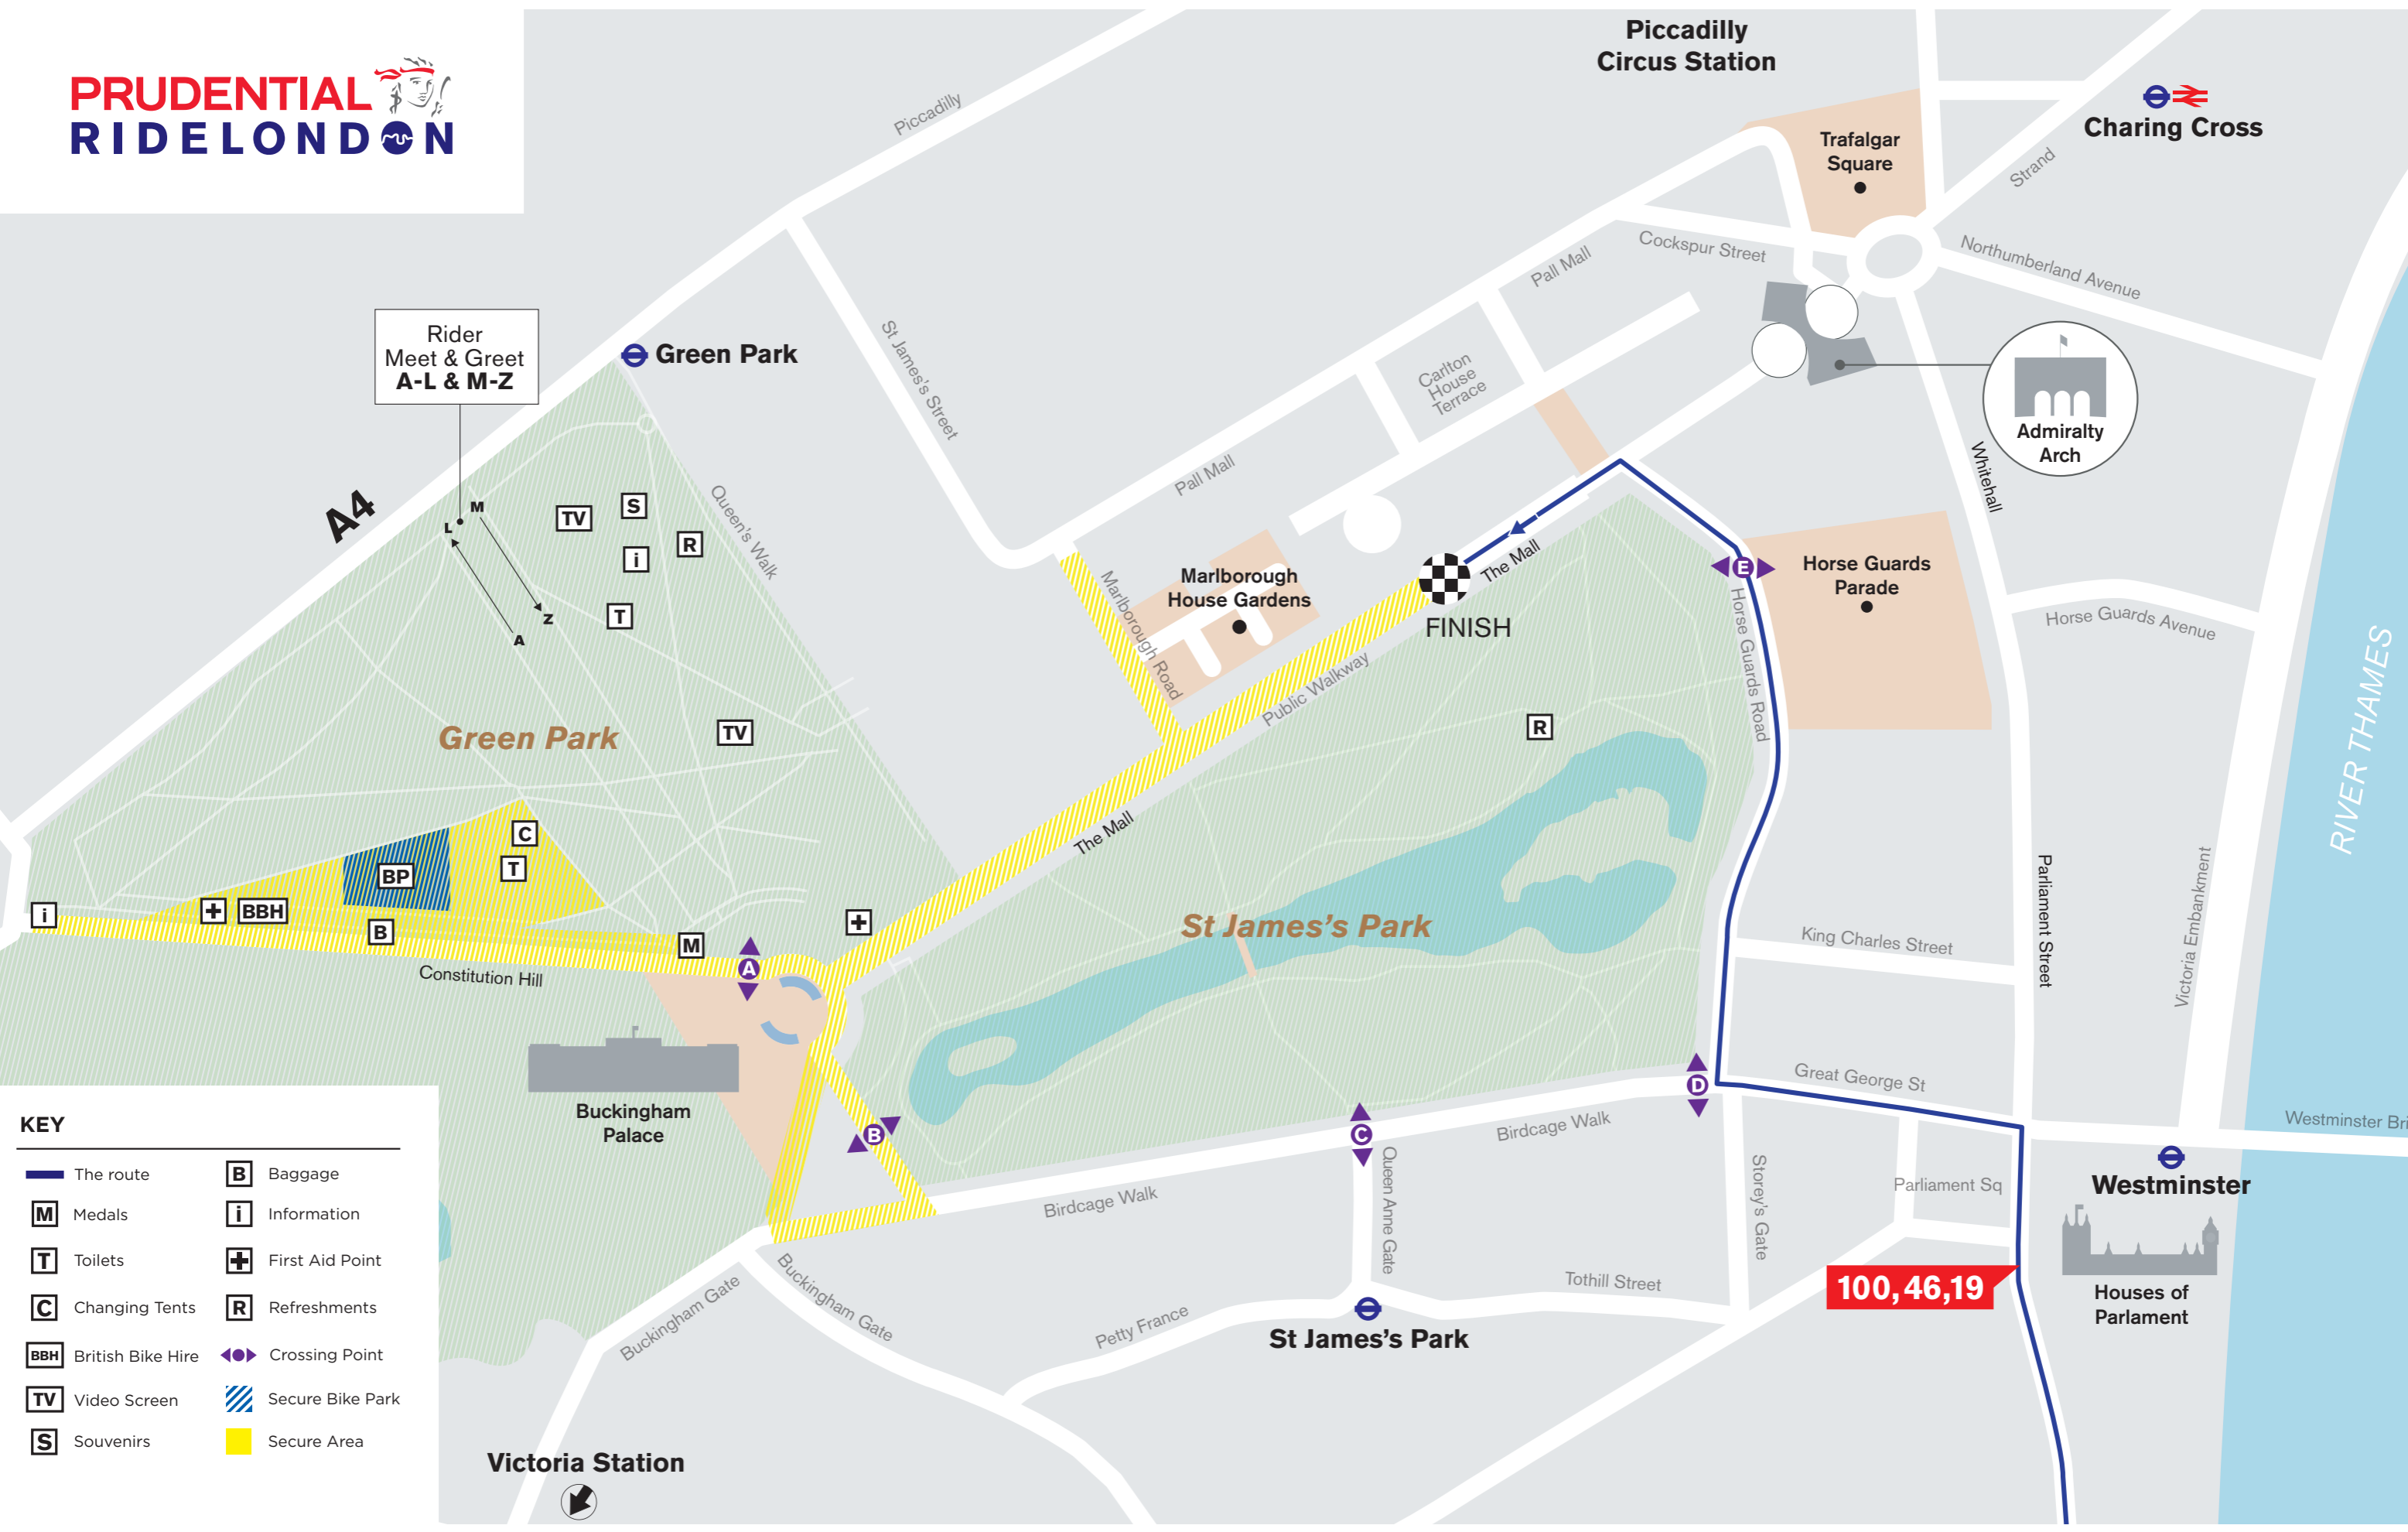 PRUDENTIAL
RIDELONDON
Piccadilly
Circus Station
Charing Cross
Trafalgar
Square
Strand
Piccadilly
Cockspur Street
Northumberland Avenue
Pall Mall
Rider
Meet & Greet
A-L & M-Z
Green Park
St James's Street
Carlton
House
Terrace
Admiralty
Arch
Whitehall
Pall Mall
A4
M
L
Z
A
TV
S
i
R
T
Queen's Walk
Marlborough
House Gardens
Marlborough Road
The Mall
FINISH
Public Walkway
E
Horse Guards
Parade
Horse Guards Road
Horse Guards Avenue
RIVER THAMES
Green Park
TV
R
The Mall
C
T
BP
i
BBH
B
M
A
Constitution Hill
St James's Park
King Charles Street
Parliament Street
Victoria Embankment
Buckingham
Palace
B
C
D
Great George St
Birdcage Walk
Birdcage Walk
Westminster Bri
Queen Anne Gate
Storey's Gate
Parliament Sq
Westminster
Buckingham Gate
Buckingham Gate
Petty France
Tothill Street
St James's Park
100, 46,19
Houses of
Parlament
Victoria Station
KEY
The route
B Baggage
M Medals
i Information
T Toilets
First Aid Point
C Changing Tents
R Refreshments
BBH British Bike Hire
Crossing Point
TV Video Screen
Secure Bike Park
S Souvenirs
Secure Area